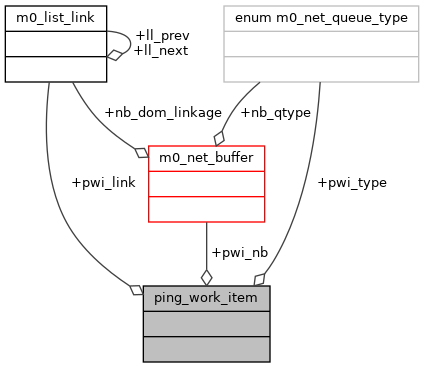 m0_list_link
enum m0_net_queue_type
+ll_prev
+ll_next
+nb_dom_linkage
+nb_qtype
m0_net_buffer
+pwi_link
+pwi_type
+pwi_nb
ping_work_item